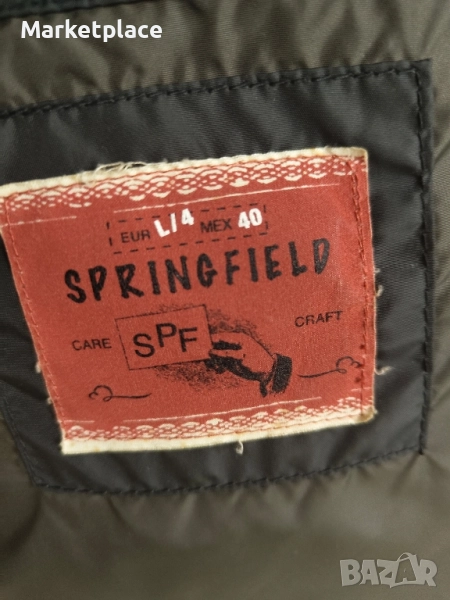 Marketplace
EUR L/4 MEX 40
SPRINGFIELD
CARE SPF CRAFT
BAZAR